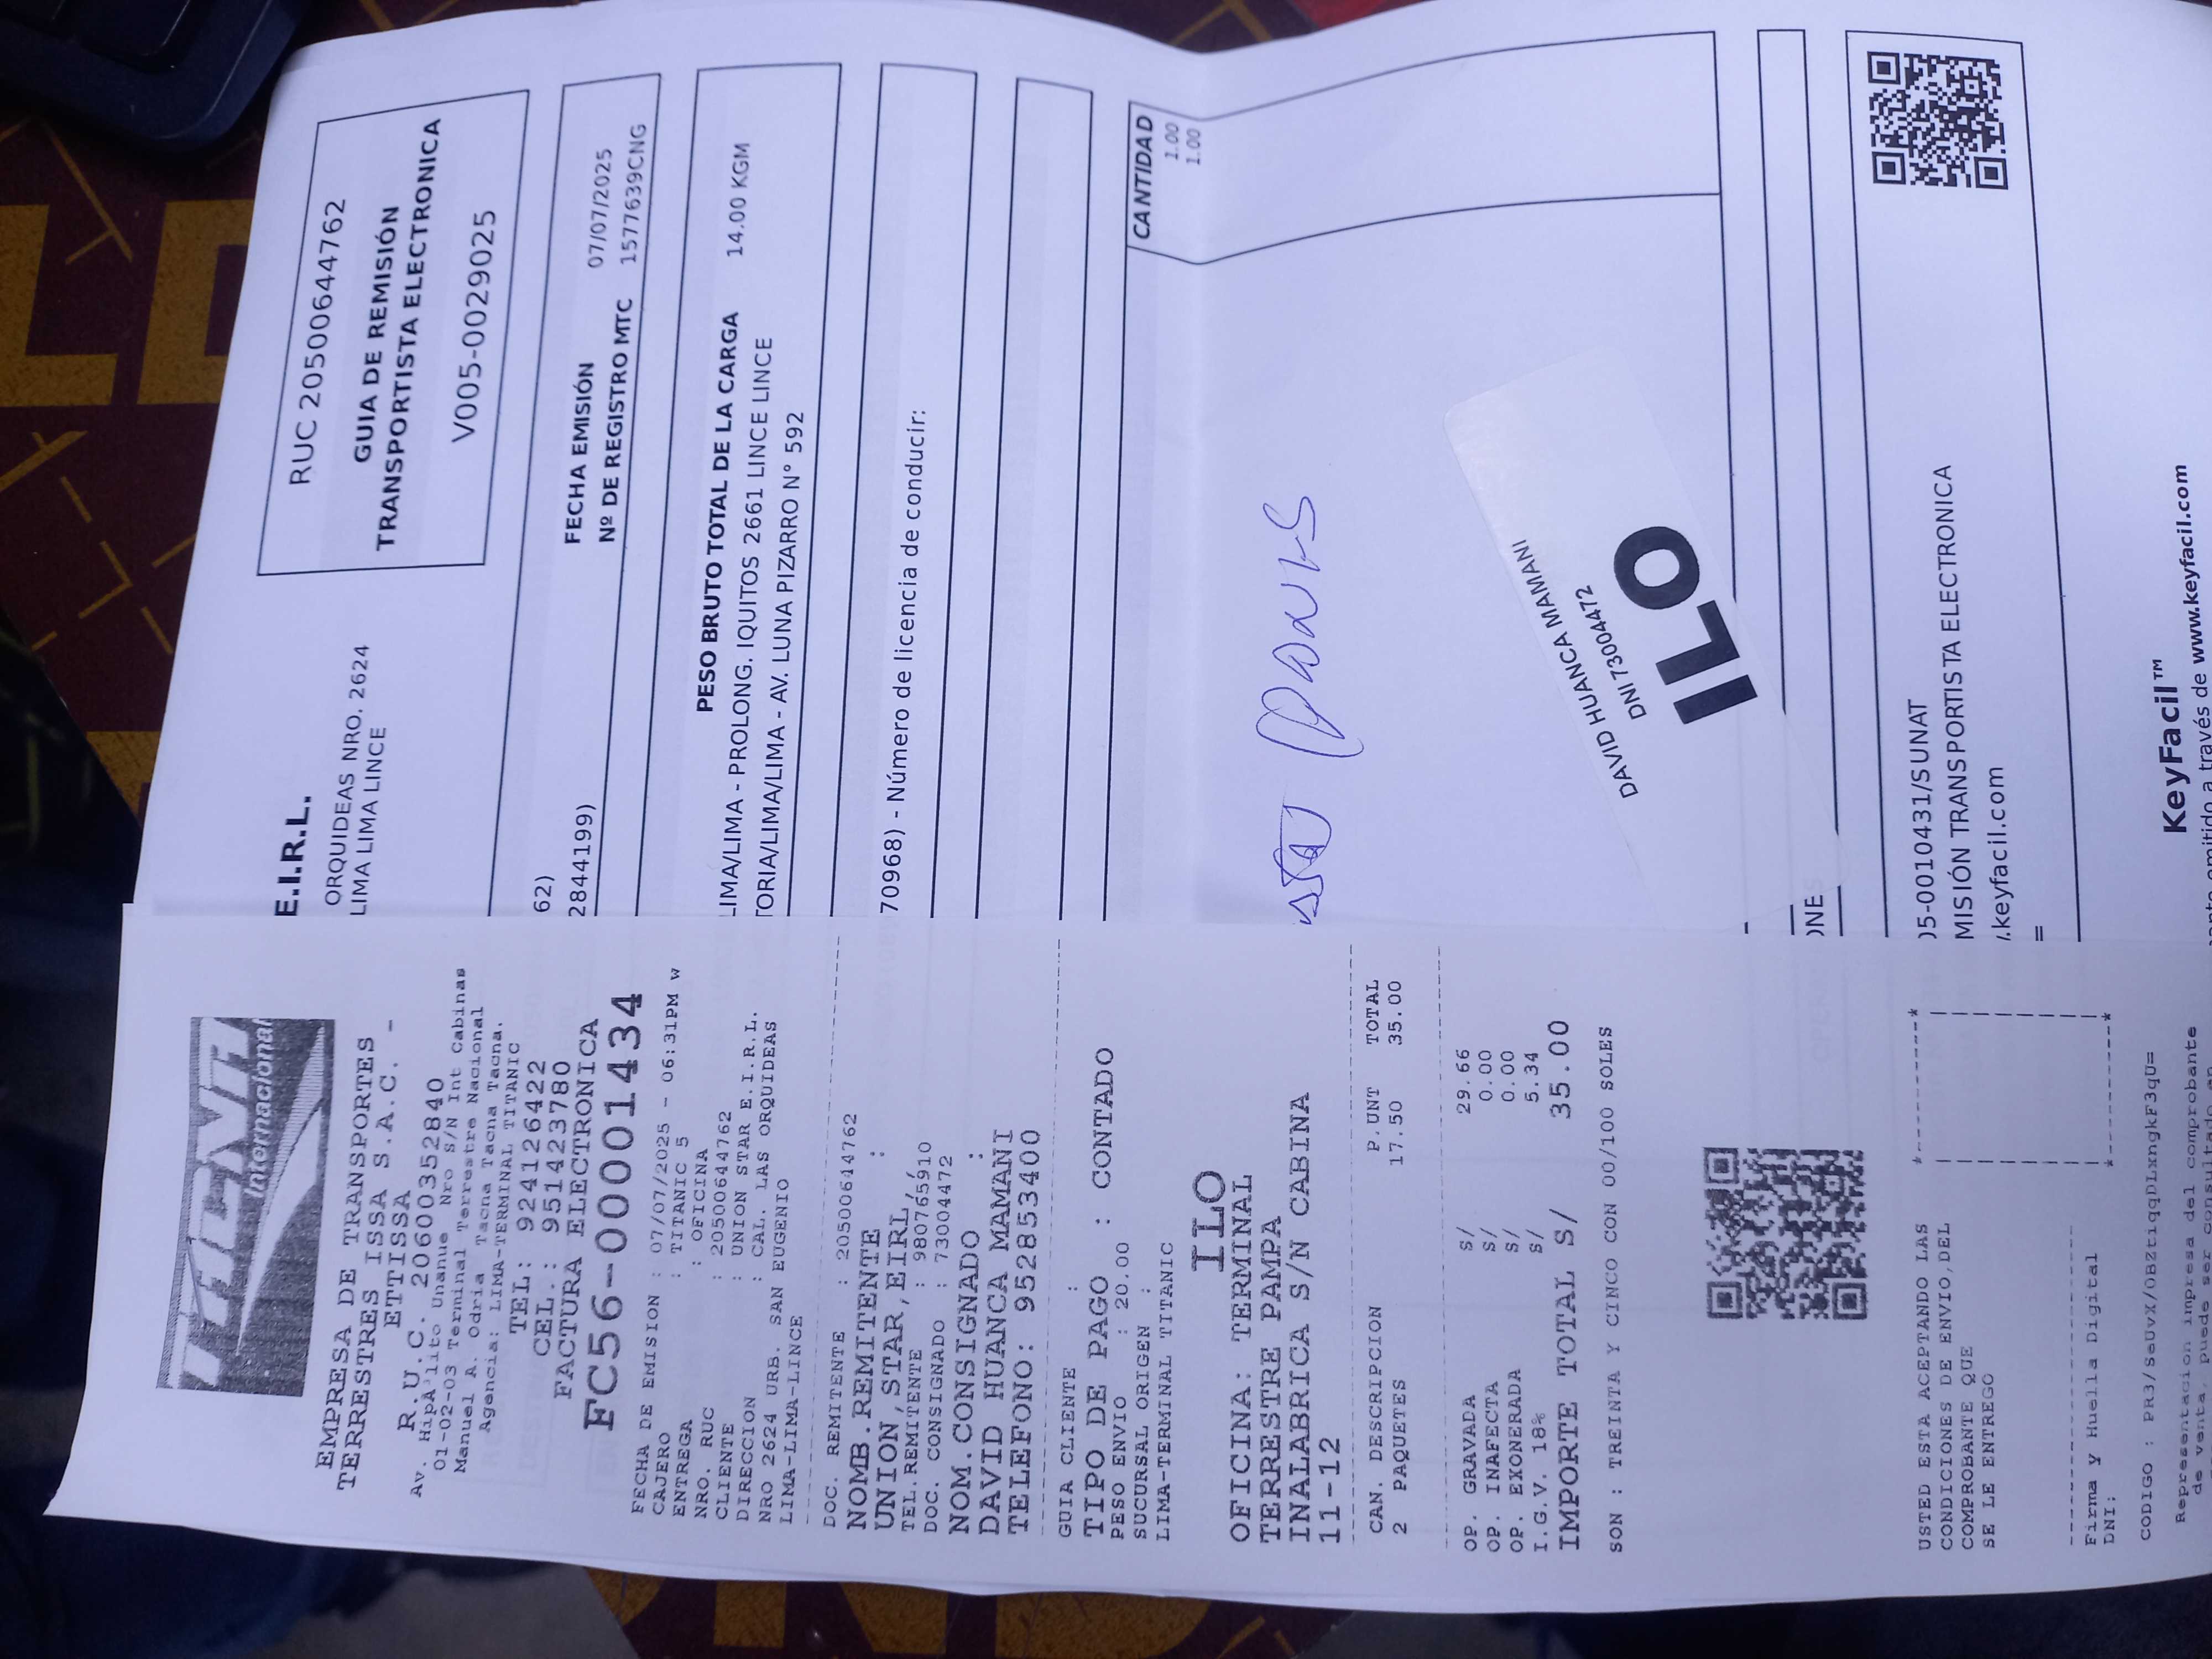 Internacional
EMPRESA DE TRANSPORTES
TERRESTRES ISSA S.A.C. -
ETTISSA
R.U.C. 20600352840
Av. HipÃ³lito Unanue Nro S/N Int Cabinas
01-02-03 Terminal Terrestre Nacional
Manuel A. Odria Tacna Tacna Tacna.
Agencia: LIMA-TERMINAL TITANIC
TEL: 924126422
CEL.: 951423780
FACTURA ELECTRONICA
FC56-0001434
FECHA DE EMISION : 07/07/2025 - 06:31PM w
CAJERO : TITANIC 5
ENTREGA : OFICINA
NRO. RUC : 20500644762
CLIENTE : UNION STAR E.I.R.L.
DIRECCION : CAL. LAS ORQUIDEAS
NRO 2624 URB. SAN EUGENIO
LIMA-LIMA-LINCE
DOC. REMITENTE : 20500644762
NOMB.REMITENTE :
UNION,STAR,EIRL,,
TEL.REMITENTE : 980765910
DOC. CONSIGNADO : 73004472
NOM.CONSIGNADO :
DAVID HUANCA MAMANI
TELEFONO: 952853400
GUIA CLIENTE :
TIPO DE PAGO : CONTADO
PESO ENVIO : 20.00
SUCURSAL ORIGEN :
LIMA-TERMINAL TITANIC
ILO
OFICINA: TERMINAL
TERRESTRE PAMPA
INALABRICA S/N CABINA
11-12
CAN. DESCRIPCION P.UNT TOTAL
2 PAQUETES 17.50 35.00
OP. GRAVADA S/ 29.66
OP. INAFECTA S/ 0.00
OP. EXONERADA S/ 0.00
I.G.V. 18% S/ 5.34
IMPORTE TOTAL S/ 35.00
SON : TREINTA Y CINCO CON 00/100 SOLES
USTED ESTA ACEPTANDO LAS
CONDICIONES DE ENVIO,DEL
COMPROBANTE QUE
SE LE ENTREGO
Firma y Huella Digital
DNI:
CODIGO :
Representacion impresa del comprobante
de venta, puede ser consultado en
E.I.R.L.
ORQUIDEAS NRO. 2624
LIMA LIMA LINCE
RUC 20500644762
GUIA DE REMISIÓN
TRANSPORTISTA ELECTRONICA
V005-0029025
62)
2844199)
FECHA EMISIÓN 07/07/2025
Nº DE REGISTRO MTC 1577639CNG
PESO BRUTO TOTAL DE LA CARGA 14.00 KGM
LIMA/LIMA - PROLONG. IQUITOS 2661 LINCE LINCE
TORIA/LIMA/LIMA - AV. LUNA PIZARRO N° 592
70968) - Número de licencia de conducir:
CANTIDAD
1.00
1.00
DAVID HUANCA MAMANI
DNI 73004472
ILO
ONE
05-0010431/SUNAT
MISIÓN TRANSPORTISTA ELECTRONICA
/.keyfacil.com
=
KeyFacil™
emitido a través de www.keyfacil.com